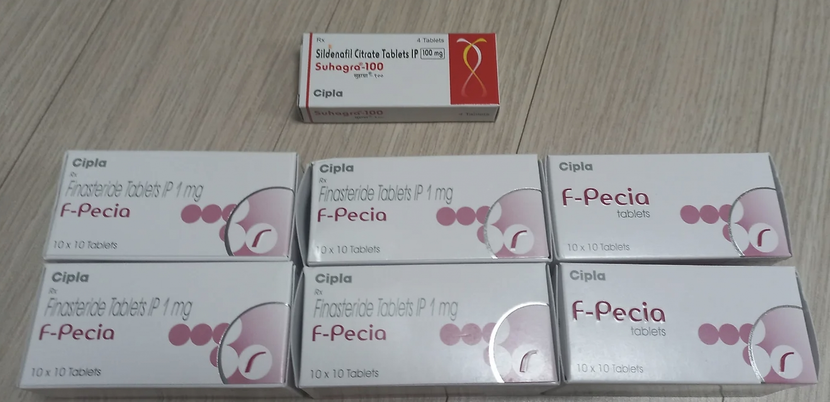 Rx
4 Tablets
Sildenafil Citrate Tablets IP 100 mg
Suhagra®-100
सुहाग्रा®- १००
Cipla
Suhagra®-100
Cipla
Rx
Finasteride Tablets IP 1 mg
F-Pecia
10 x 10 Tablets
Cipla
Rx
Finasteride Tablets IP 1 mg
F-Pecia
10 x 10 Tablets
Cipla
F-Pecia
tablets
10 x 10 Tablets
Cipla
Rx
Finasteride Tablets IP 1 mg
F-Pecia
10 x 10 Tablets
Cipla
Rx
Finasteride Tablets IP 1 mg
F-Pecia
10 x 10 Tablets
Cipla
F-Pecia
tablets
10 x 10 Tablets